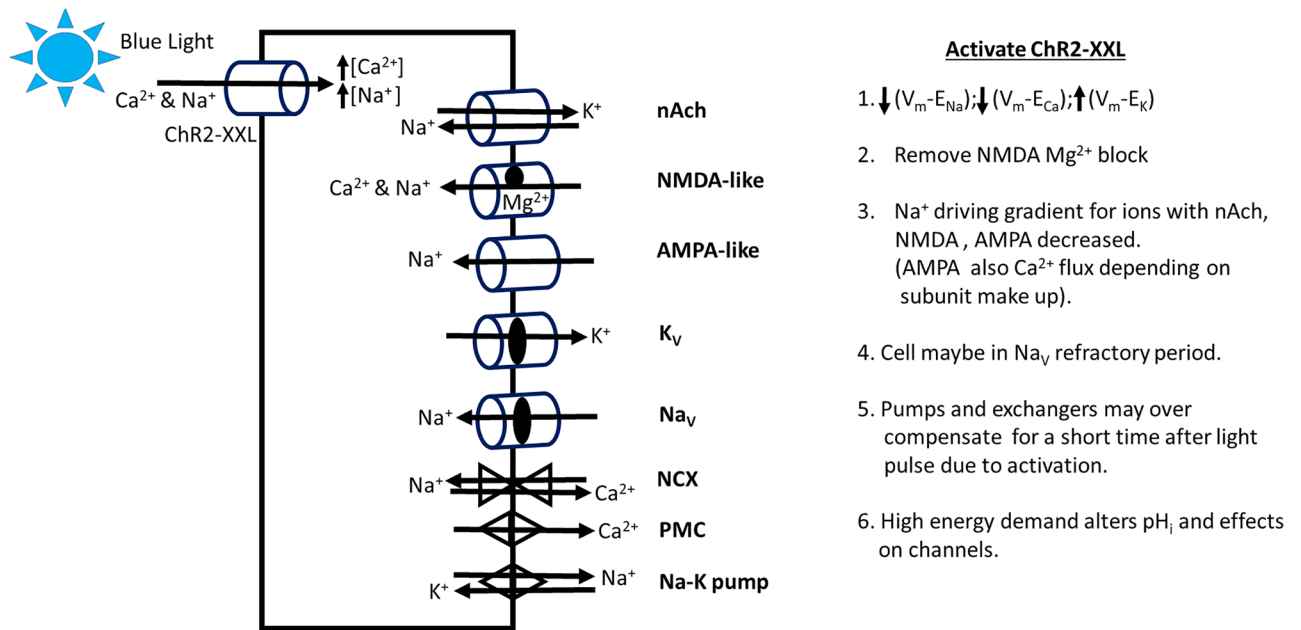 Blue Light
Ca²⁺ & Na⁺
ChR2-XXL
[Ca²⁺]
[Na⁺]
K⁺
Na⁺
nAch
Ca²⁺ & Na⁺
Mg²⁺
NMDA-like
Na⁺
AMPA-like
K⁺
Kᵥ
Na⁺
Naᵥ
Na⁺
Ca²⁺
NCX
Ca²⁺
PMC
Na⁺
K⁺
Na-K pump
Activate ChR2-XXL
1.↓(Vₘ-E_Na);↓(Vₘ-E_Ca);↑(Vₘ-E_K)
2. Remove NMDA Mg²⁺ block
3. Na⁺ driving gradient for ions with nAch,
NMDA , AMPA decreased.
(AMPA also Ca²⁺ flux depending on
subunit make up).
4. Cell maybe in Naᵥ refractory period.
5. Pumps and exchangers may over
compensate for a short time after light
pulse due to activation.
6. High energy demand alters pHᵢ and effects
on channels.